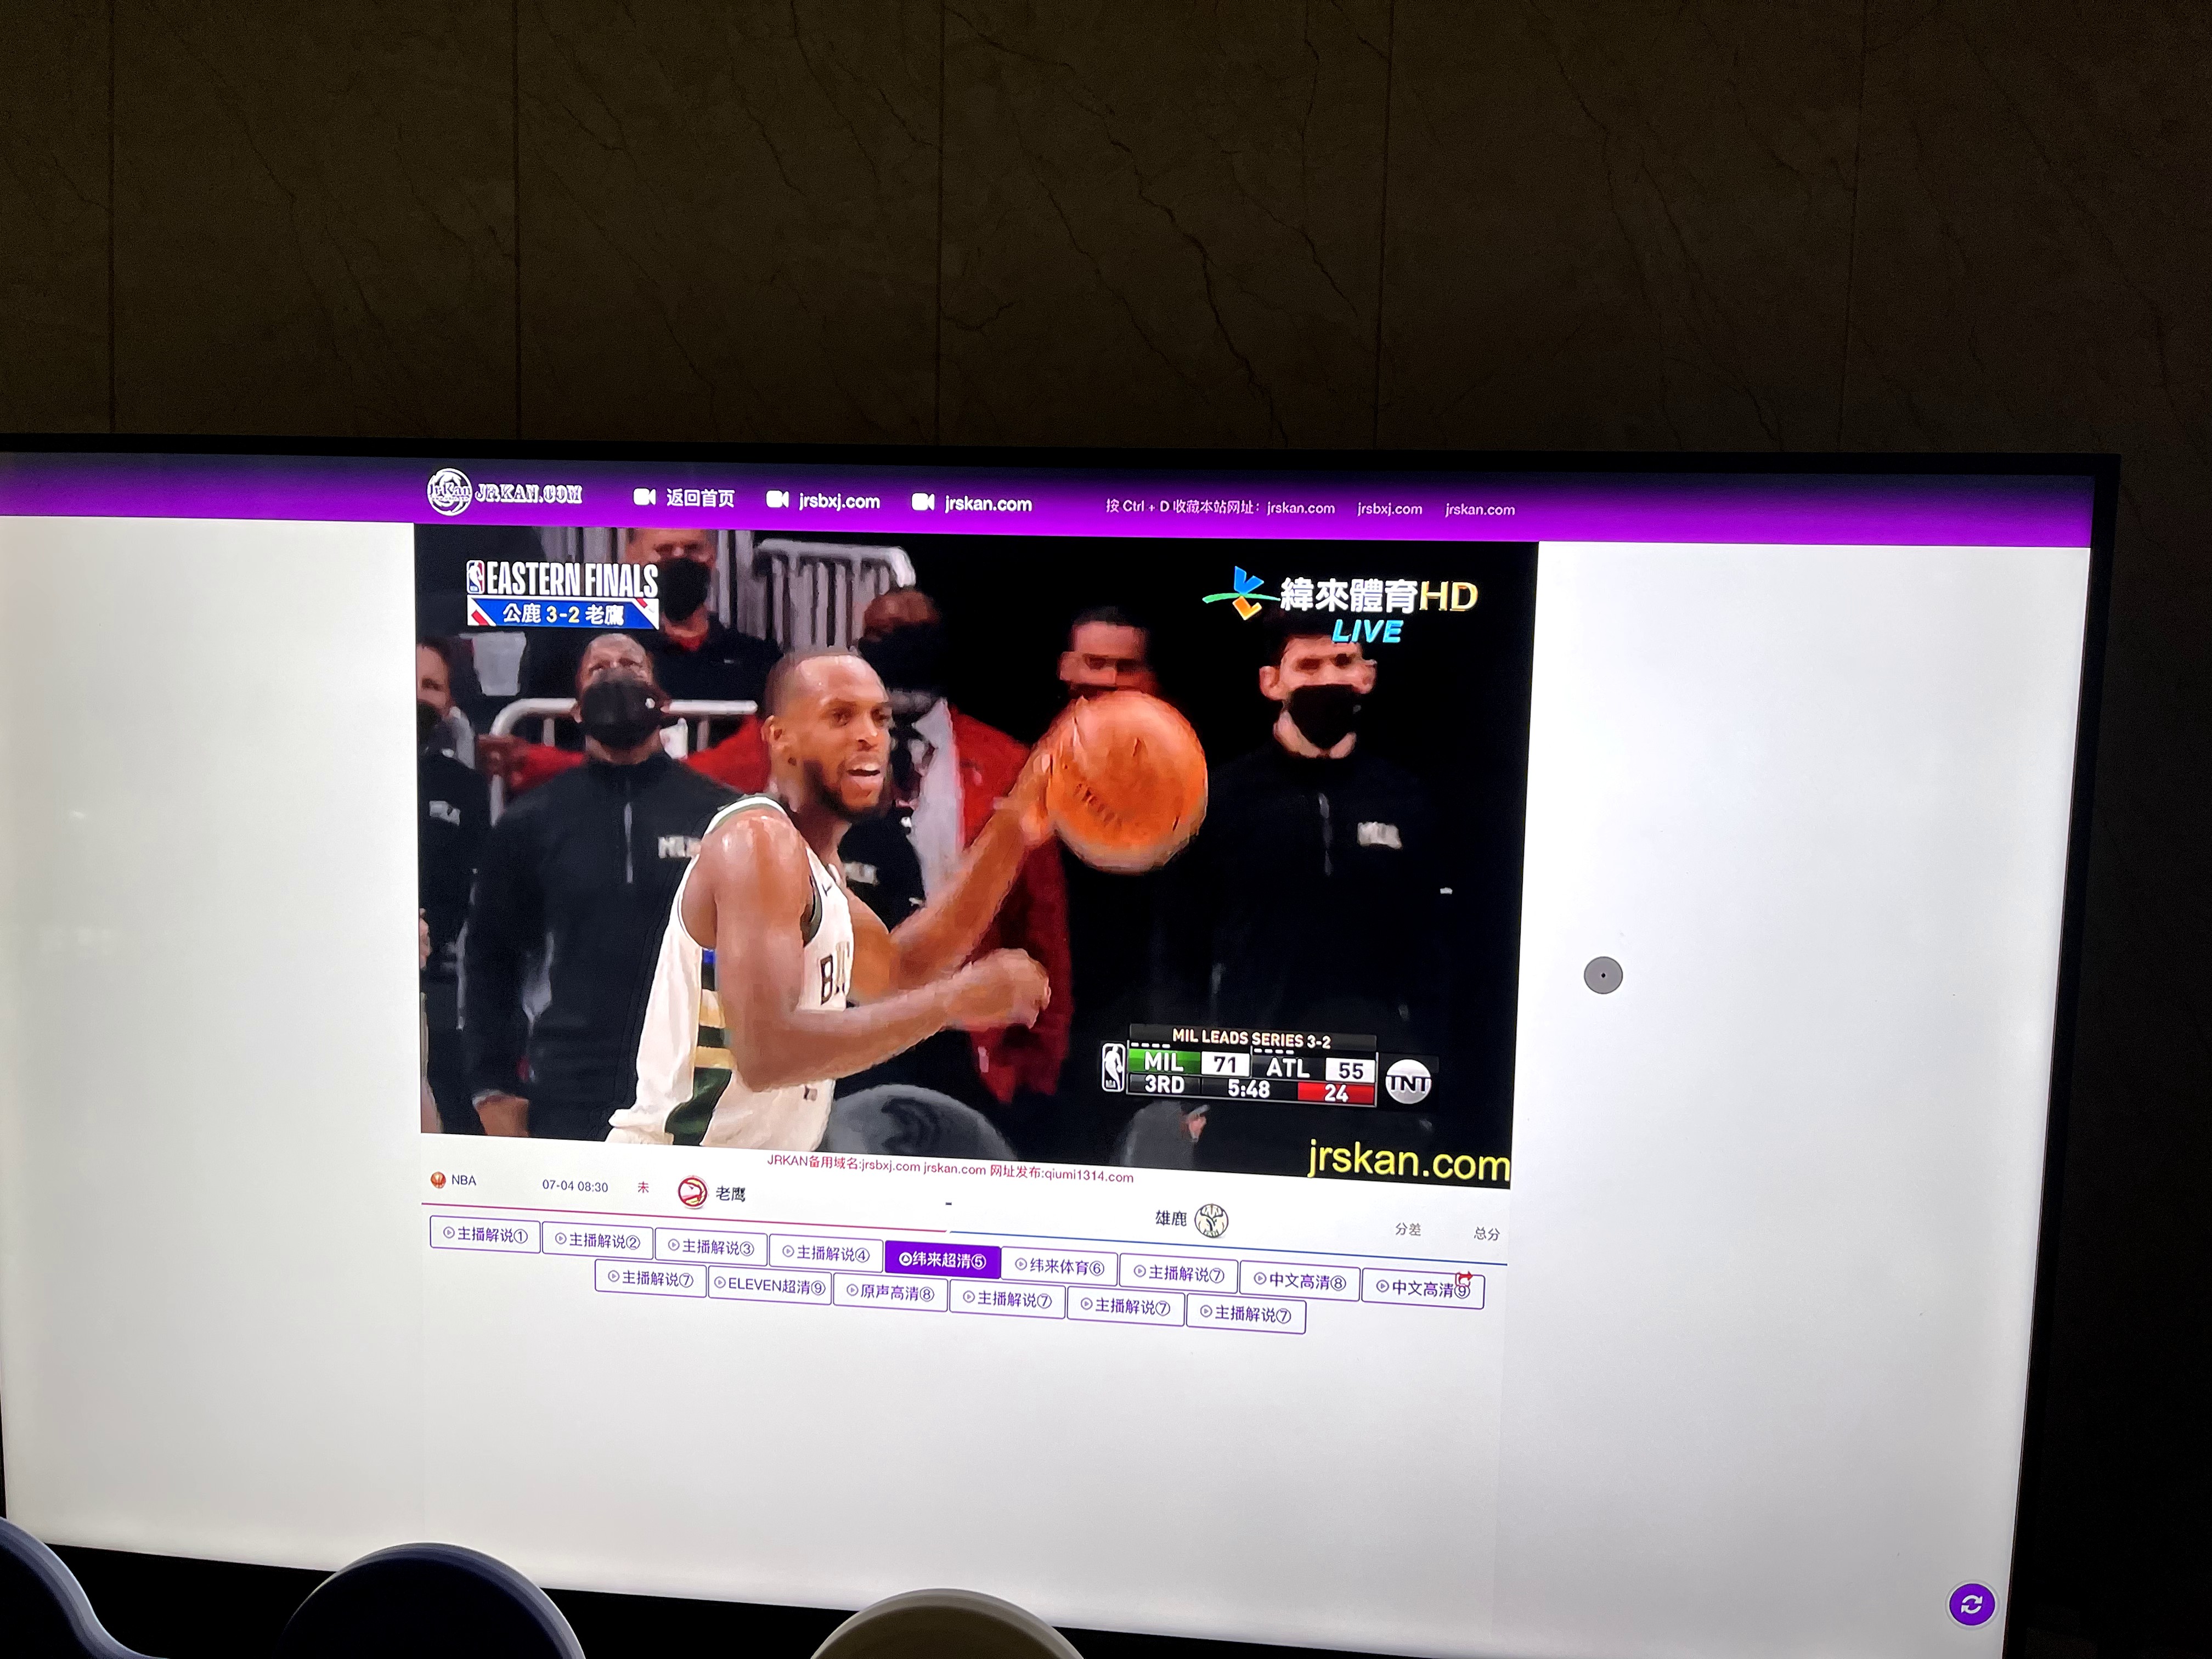 JRKAN.COM 返回首页 jrsbxj.com jrskan.com 按 Ctrl + D 收藏本站网址：jrskan.com jrsbxj.com jrskan.com
EASTERN FINALS
公鹿 3-2 老鷹
緯來體育HD
LIVE
MIL
MIL LEADS SERIES 3-2
MIL 71 ATL 55
3RD 5:48 24
TNT
jrskan.com
JRKAN备用域名:jrsbxj.com jrskan.com 网址发布:qiumi1314.com
NBA 07-04 08:30 未 老鹰 - 雄鹿 分差 总分
主播解说① 主播解说② 主播解说③ 主播解说④ 纬来超清⑤ 纬来体育⑥ 主播解说⑦ 中文高清⑧ 中文高清⑨
主播解说⑦ ELEVEN超清⑨ 原声高清⑧ 主播解说⑦ 主播解说⑦ 主播解说⑦